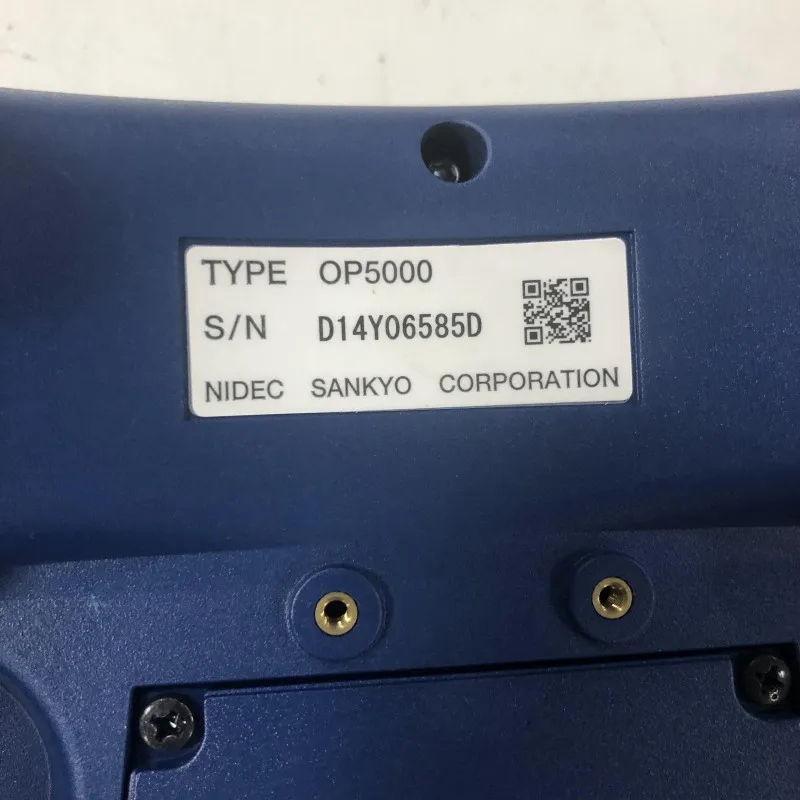 TYPE OP5000
S/N D14Y06585D
NIDEC SANKYO CORPORATION